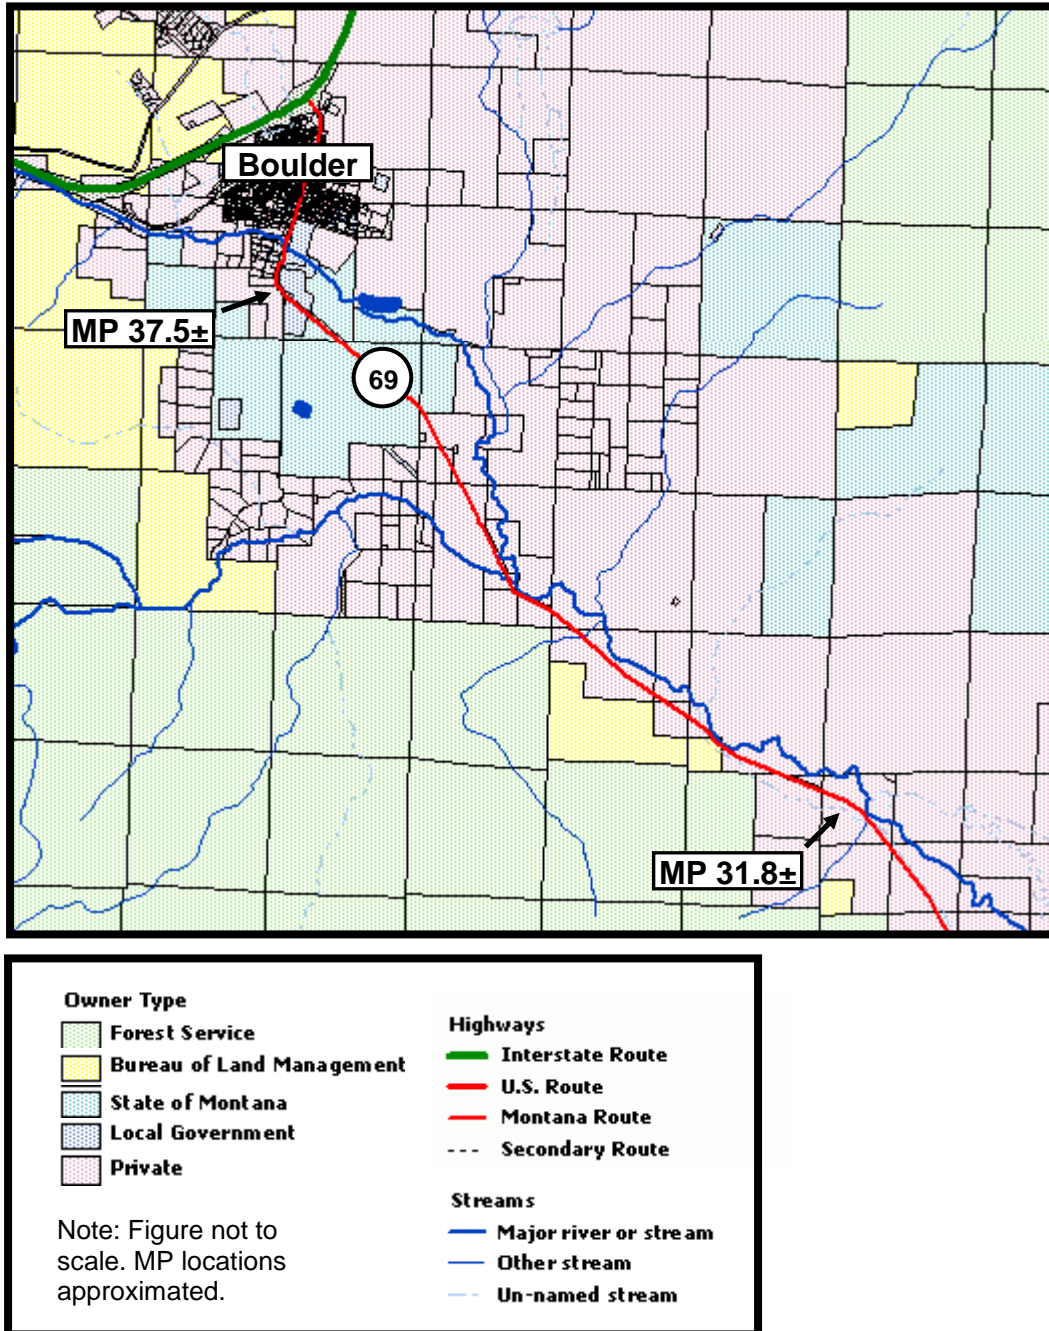 Boulder
MP 37.5±
69
MP 31.8±
Owner Type
Forest Service
Bureau of Land Management
State of Montana
Local Government
Private
Note: Figure not to
scale. MP locations
approximated.
Highways
Interstate Route
U.S. Route
Montana Route
Secondary Route
Streams
Major river or stream
Other stream
Un-named stream